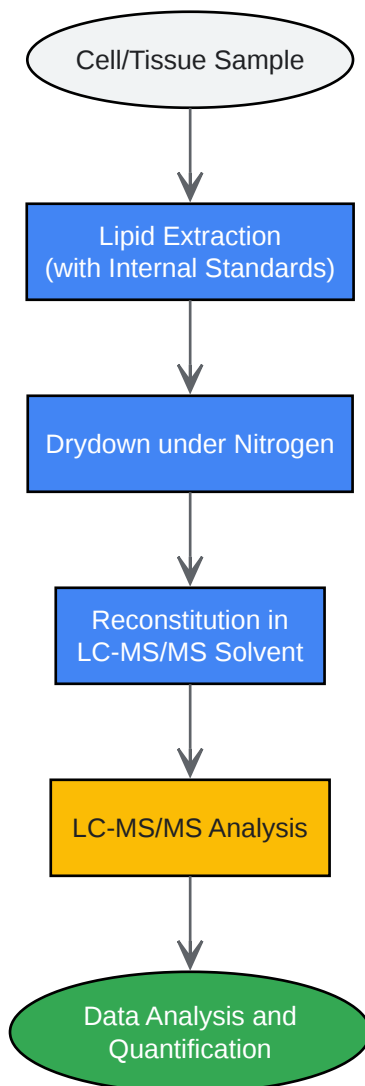 Cell/Tissue Sample
Lipid Extraction
(with Internal Standards)
Drydown under Nitrogen
Reconstitution in
LC-MS/MS Solvent
LC-MS/MS Analysis
Data Analysis and
Quantification